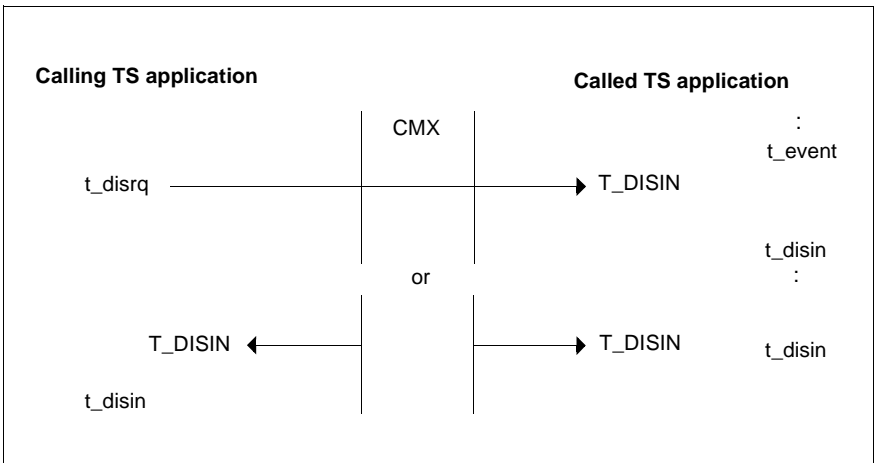 Calling TS application
Called TS application
CMX
:
t_event
t_disrq
T_DISIN
t_disin
:
or
T_DISIN
T_DISIN
t_disin
t_disin